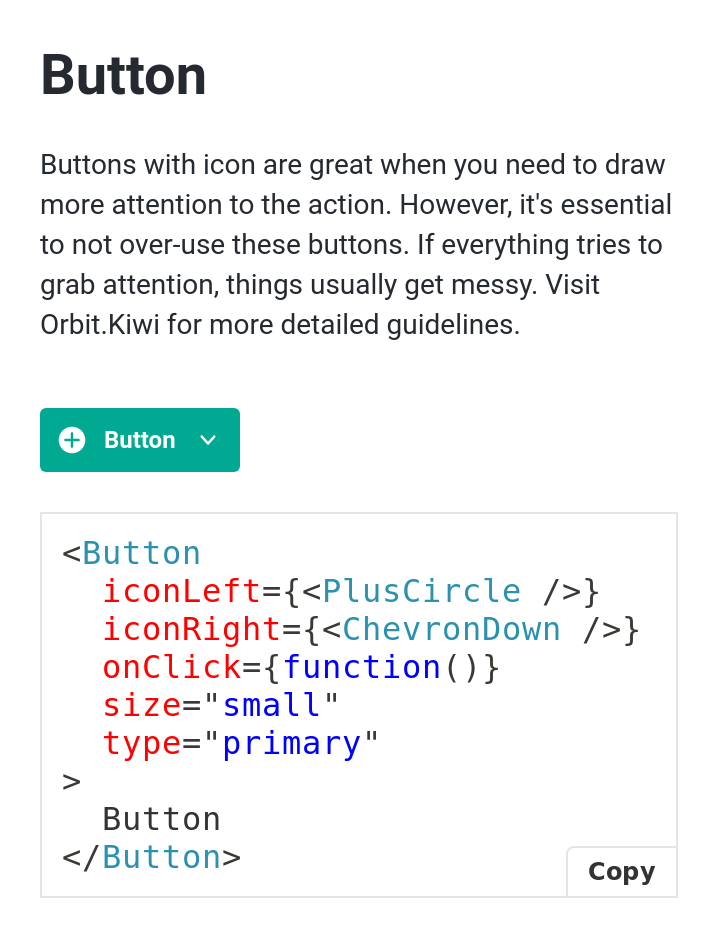 Button
Buttons with icon are great when you need to draw
more attention to the action. However, it's essential
to not over-use these buttons. If everything tries to
grab attention, things usually get messy. Visit
Orbit.Kiwi for more detailed guidelines.
Button
<Button
  iconLeft={<PlusCircle />}
  iconRight={<ChevronDown />}
  onClick={function()}
  size="small"
  type="primary"
>
  Button
</Button>
Copy